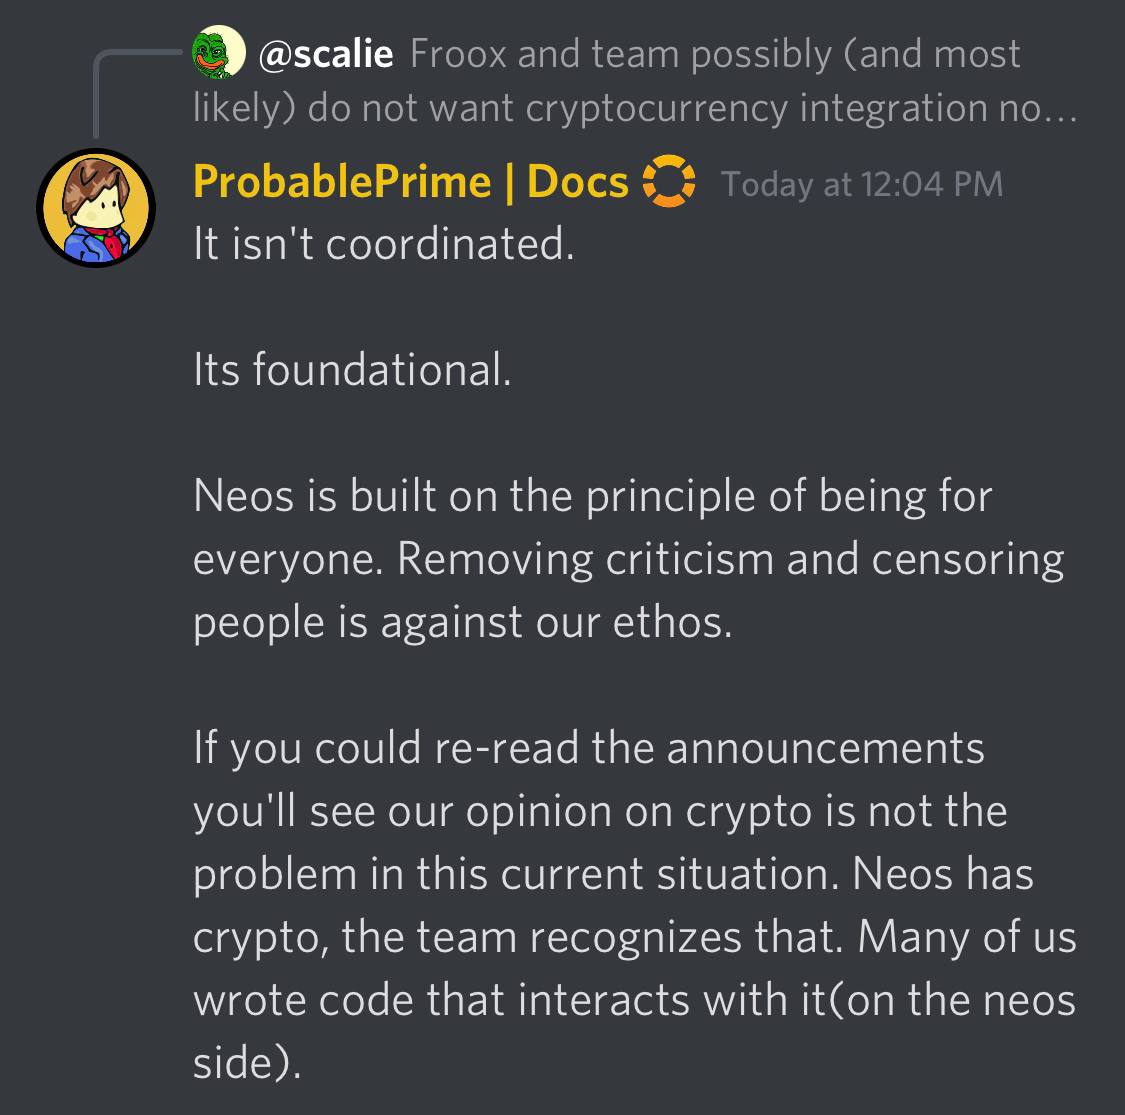 @scalie Froox and team possibly (and most
likely) do not want cryptocurrency integration no...
ProbablePrime | Docs Today at 12:04 PM
It isn't coordinated.
Its foundational.
Neos is built on the principle of being for
everyone. Removing criticism and censoring
people is against our ethos.
If you could re-read the announcements
you'll see our opinion on crypto is not the
problem in this current situation. Neos has
crypto, the team recognizes that. Many of us
wrote code that interacts with it(on the neos
side).